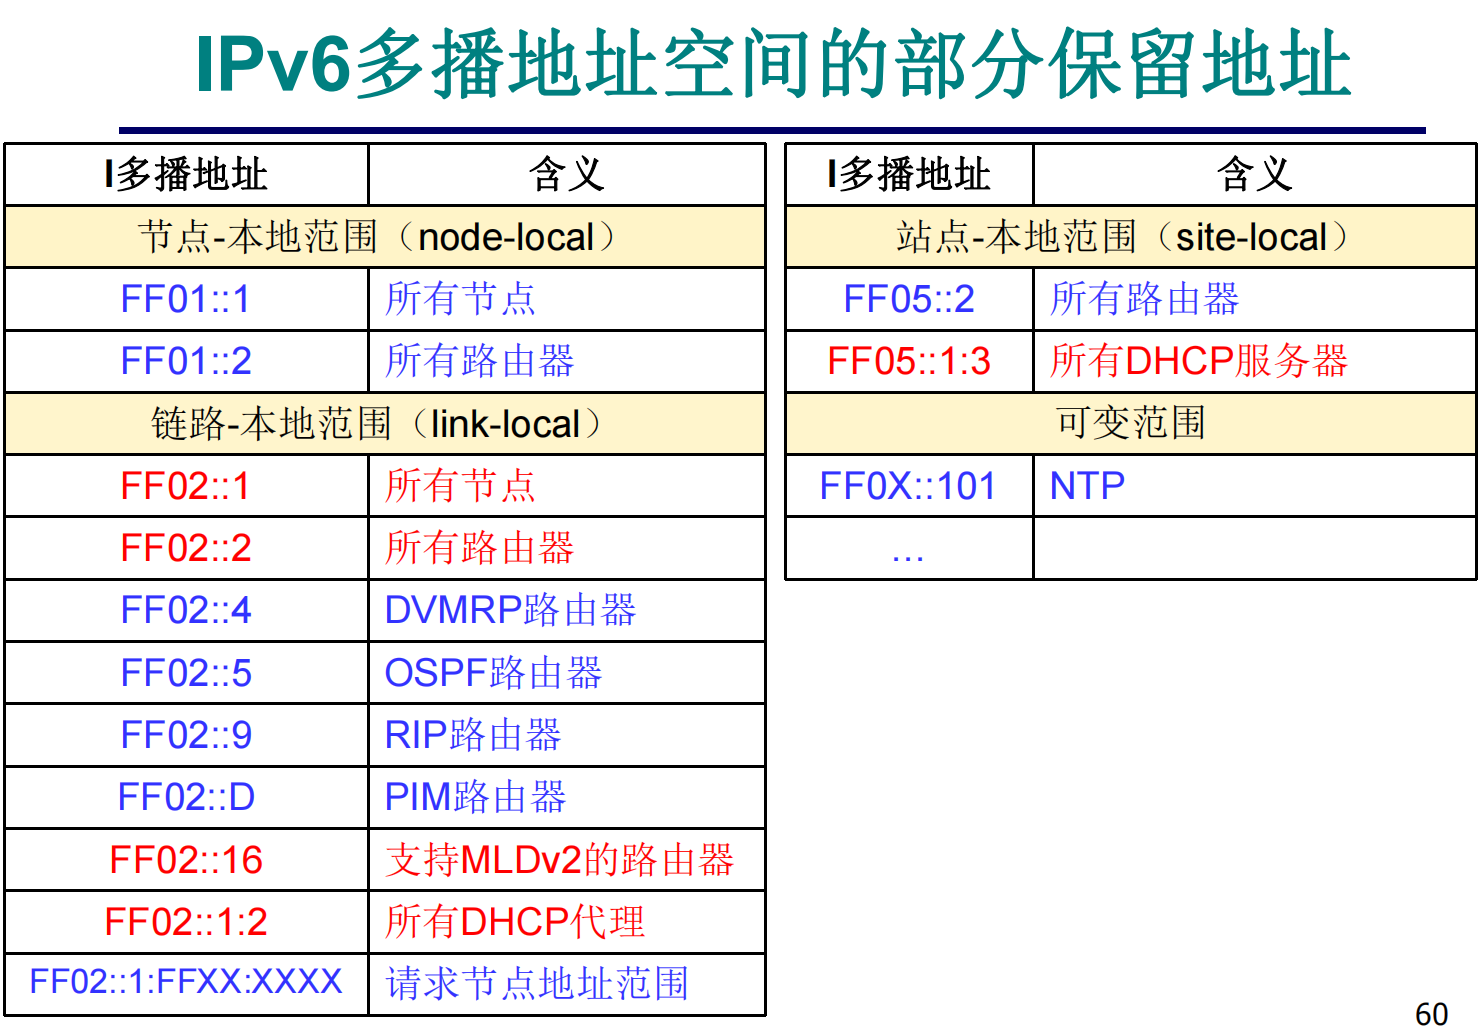 IPv6多播地址空间的部分保留地址
I多播地址 含义
节点-本地范围（node-local）
FF01::1 所有节点
FF01::2 所有路由器
链路-本地范围（link-local）
FF02::1 所有节点
FF02::2 所有路由器
FF02::4 DVMRP路由器
FF02::5 OSPF路由器
FF02::9 RIP路由器
FF02::D PIM路由器
FF02::16 支持MLDv2的路由器
FF02::1:2 所有DHCP代理
FF02::1:FFXX:XXXX 请求节点地址范围
I多播地址 含义
站点-本地范围（site-local）
FF05::2 所有路由器
FF05::1:3 所有DHCP服务器
可变范围
FF0X::101 NTP
…
60